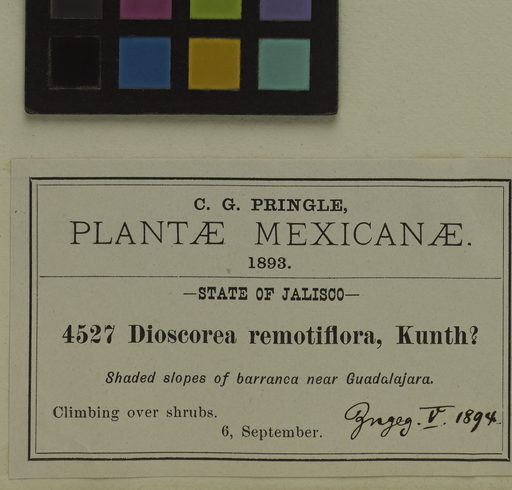 C. G. PRINGLE,
PLANTÆ MEXICANÆ.
1893.
—STATE OF JALISCO—
4527 Dioscorea remotiflora, Kunth?
Shaded slopes of barranca near Guadalajara.
Climbing over shrubs.
6, September.
Zngeg. V. 1894.